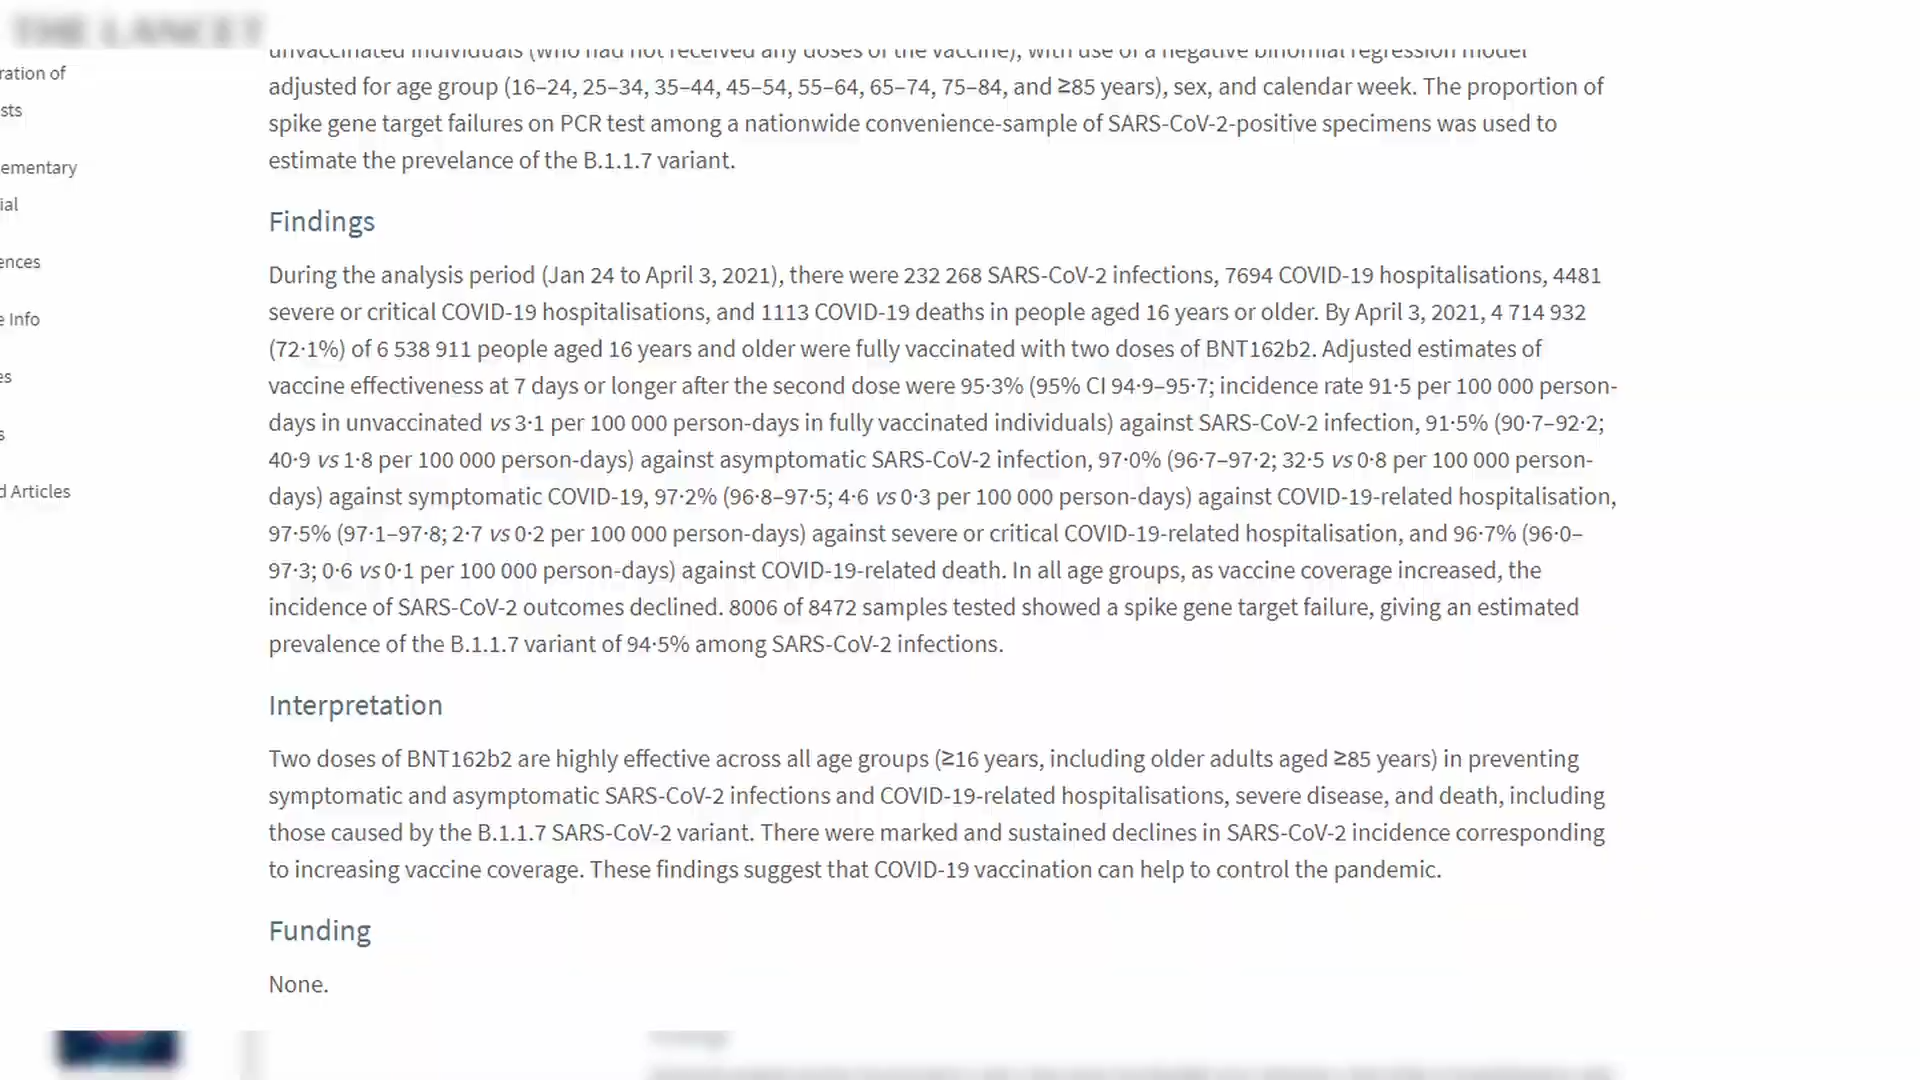 THE LANCET
ration of
sts
ementary
ial
ences
e Info
es
s
d Articles
unvaccinated individuals (who had not received any doses of the vaccine), with use of a negative binomial regression model
adjusted for age group (16–24, 25–34, 35–44, 45–54, 55–64, 65–74, 75–84, and ≥85 years), sex, and calendar week. The proportion of
spike gene target failures on PCR test among a nationwide convenience-sample of SARS-CoV-2-positive specimens was used to
estimate the prevelance of the B.1.1.7 variant.
Findings
During the analysis period (Jan 24 to April 3, 2021), there were 232 268 SARS-CoV-2 infections, 7694 COVID-19 hospitalisations, 4481
severe or critical COVID-19 hospitalisations, and 1113 COVID-19 deaths in people aged 16 years or older. By April 3, 2021, 4 714 932
(72·1%) of 6 538 911 people aged 16 years and older were fully vaccinated with two doses of BNT162b2. Adjusted estimates of
vaccine effectiveness at 7 days or longer after the second dose were 95·3% (95% CI 94·9–95·7; incidence rate 91·5 per 100 000 person-
days in unvaccinated vs 3·1 per 100 000 person-days in fully vaccinated individuals) against SARS-CoV-2 infection, 91·5% (90·7–92·2;
40·9 vs 1·8 per 100 000 person-days) against asymptomatic SARS-CoV-2 infection, 97·0% (96·7–97·2; 32·5 vs 0·8 per 100 000 person-
days) against symptomatic COVID-19, 97·2% (96·8–97·5; 4·6 vs 0·3 per 100 000 person-days) against COVID-19-related hospitalisation,
97·5% (97·1–97·8; 2·7 vs 0·2 per 100 000 person-days) against severe or critical COVID-19-related hospitalisation, and 96·7% (96·0–
97·3; 0·6 vs 0·1 per 100 000 person-days) against COVID-19-related death. In all age groups, as vaccine coverage increased, the
incidence of SARS-CoV-2 outcomes declined. 8006 of 8472 samples tested showed a spike gene target failure, giving an estimated
prevalence of the B.1.1.7 variant of 94·5% among SARS-CoV-2 infections.
Interpretation
Two doses of BNT162b2 are highly effective across all age groups (≥16 years, including older adults aged ≥85 years) in preventing
symptomatic and asymptomatic SARS-CoV-2 infections and COVID-19-related hospitalisations, severe disease, and death, including
those caused by the B.1.1.7 SARS-CoV-2 variant. There were marked and sustained declines in SARS-CoV-2 incidence corresponding
to increasing vaccine coverage. These findings suggest that COVID-19 vaccination can help to control the pandemic.
Funding
None.